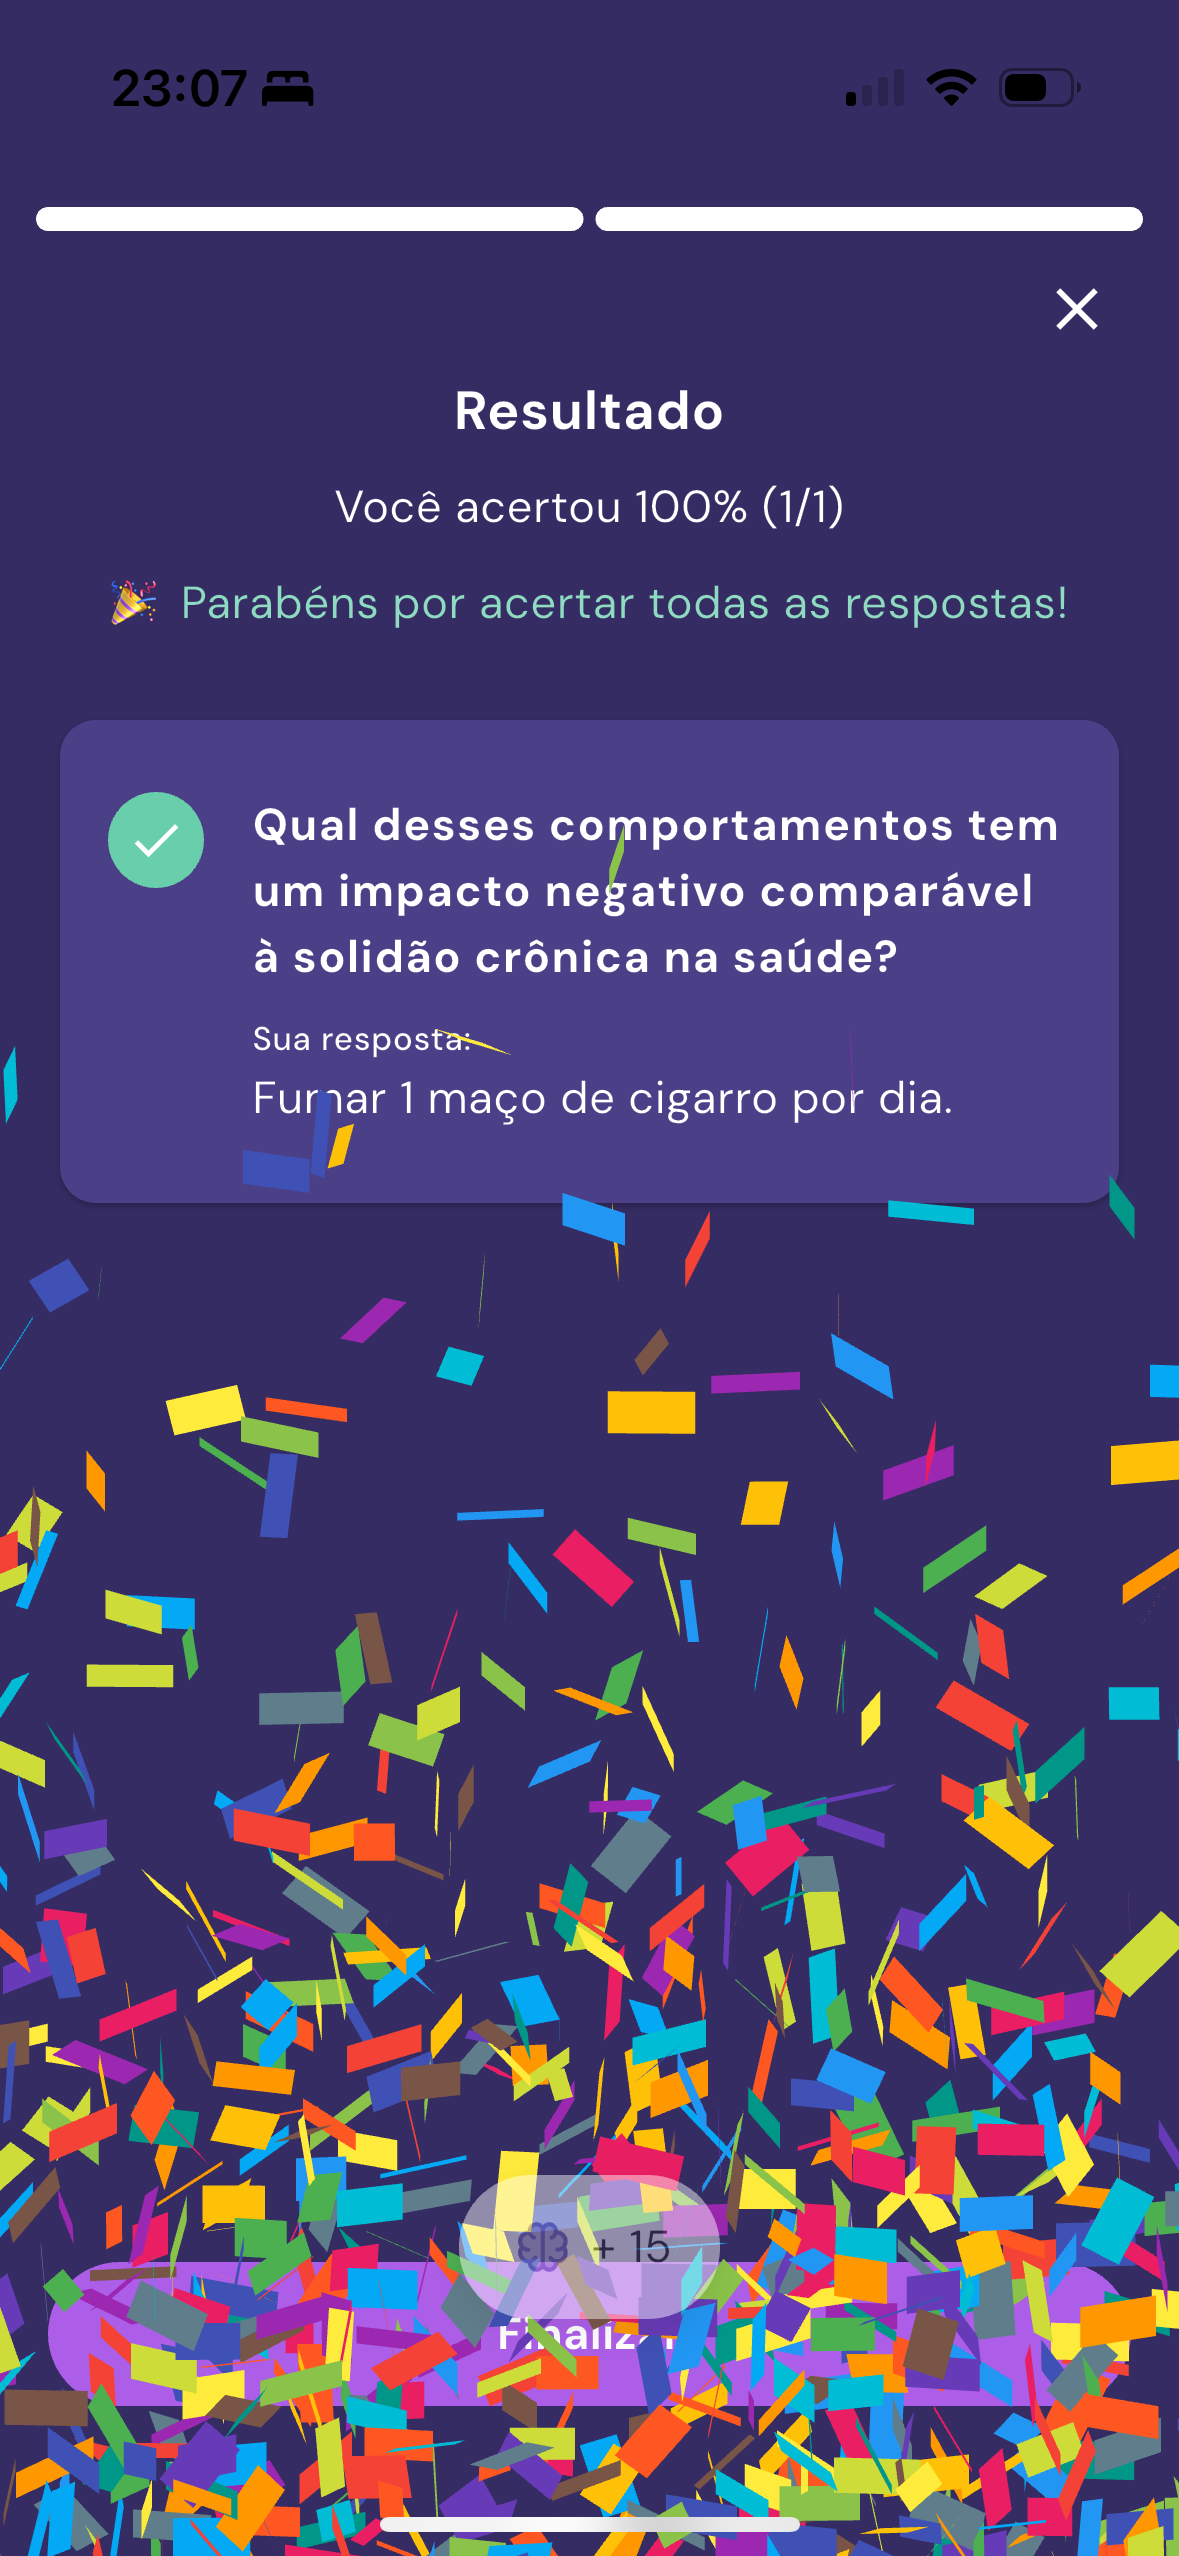 23:07
Resultado
Você acertou 100% (1/1)
🎉 Parabéns por acertar todas as respostas!
Qual desses comportamentos tem
um impacto negativo comparável
à solidão crônica na saúde?
Sua resposta:
Fumar 1 maço de cigarro por dia.
+ 15
Finalizar